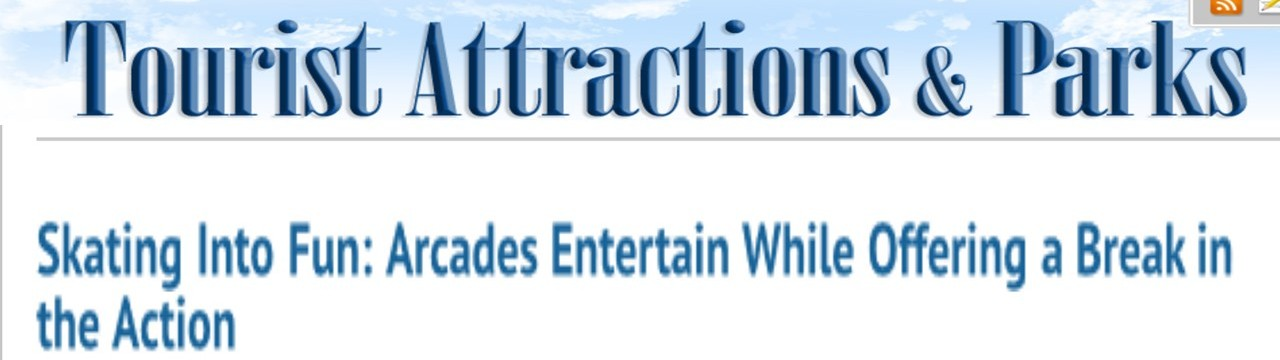 Tourist Attractions & Parks
Skating Into Fun: Arcades Entertain While Offering a Break in
the Action